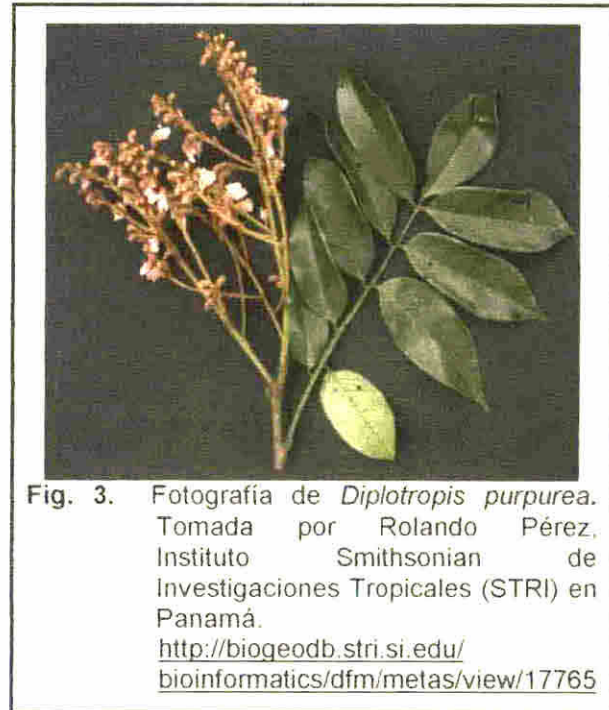 Fig. 3. Fotografía de Diplotropis purpurea.
Tomada por Rolando Pérez,
Instituto Smithsonian de
Investigaciones Tropicales (STRI) en
Panamá.
http://biogeodb.stri.si.edu/
bioinformatics/dfm/metas/view/17765